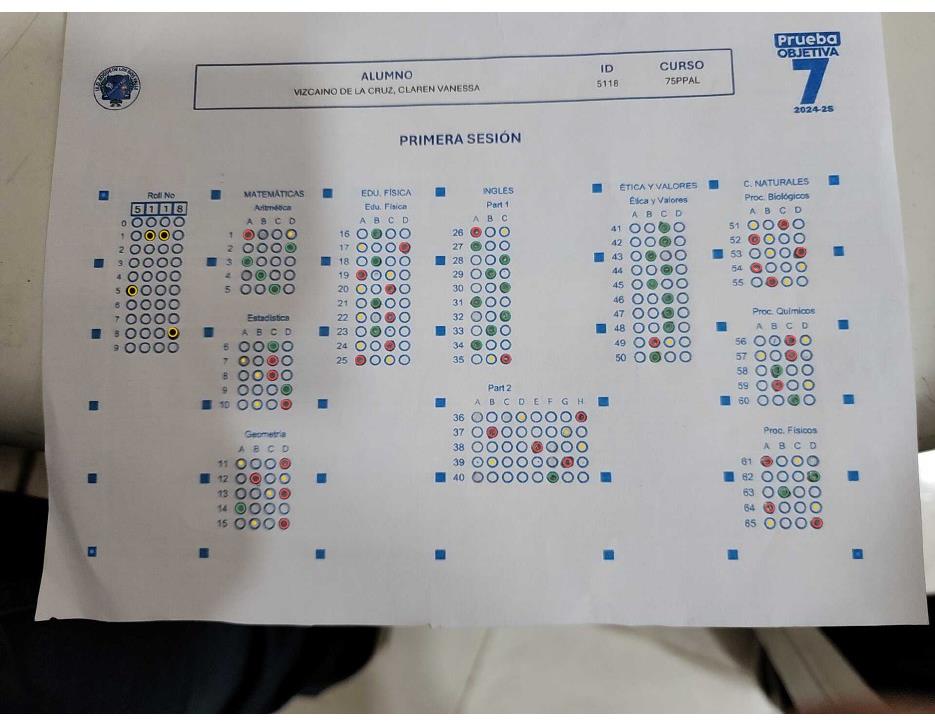 Prueba
OBJETIVA
7
2024-25
ALUMNO ID CURSO
VIZCAINO DE LA CRUZ, CLAREN VANESSA 5118 75PPAL
PRIMERA SESIÓN
Roll No
5 1 1 8
0
1
2
3
4
5
6
7
8
9
MATEMÁTICAS
Aritmética
A B C D
1
2
3
4
5
Estadística
A B C D
6
7
8
9
10
Geometría
A B C D
11
12
13
14
15
EDU. FÍSICA
Edu. Física
A B C D
16
17
18
19
20
21
22
23
24
25
INGLÉS
Part 1
A B C
26
27
28
29
30
31
32
33
34
35
Part 2
A B C D E F G H
36
37
38
39
40
ÉTICA Y VALORES
Ética y Valores
A B C D
41
42
43
44
45
46
47
48
49
50
C. NATURALES
Proc. Biológicos
A B C D
51
52
53
54
55
Proc. Químicos
A B C D
56
57
58
59
60
Proc. Físicos
A B C D
61
62
63
64
65